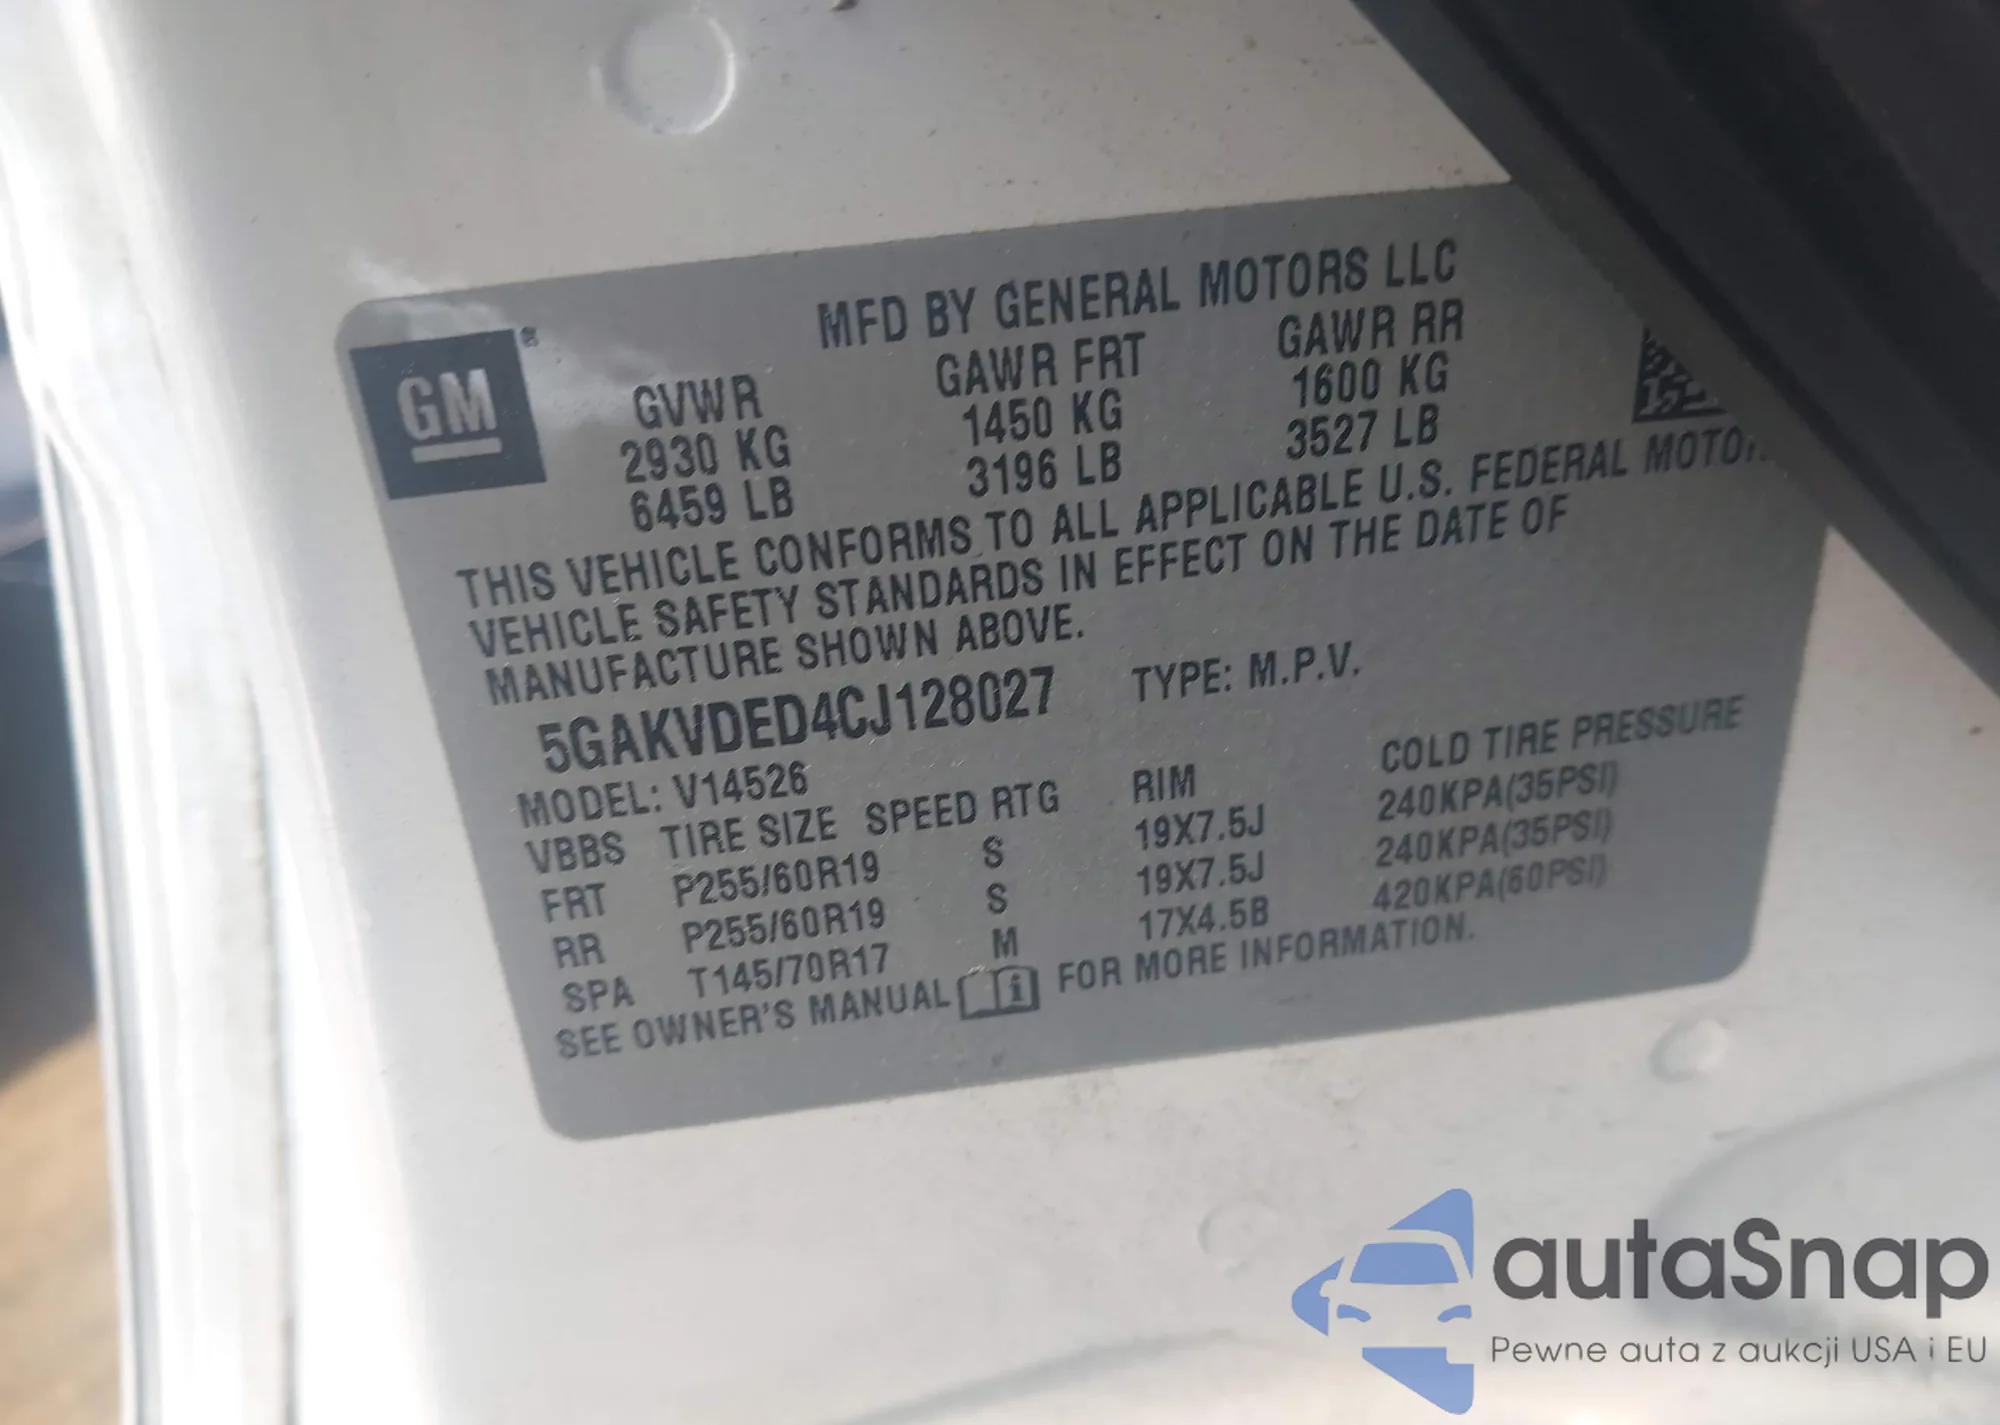 MFD BY GENERAL MOTORS LLC
GM®
GVWR GAWR FRT GAWR RR
2930 KG 1450 KG 1600 KG
6459 LB 3196 LB 3527 LB
THIS VEHICLE CONFORMS TO ALL APPLICABLE U.S. FEDERAL MOTO
VEHICLE SAFETY STANDARDS IN EFFECT ON THE DATE OF
MANUFACTURE SHOWN ABOVE.
5GAKVDED4CJ128027 TYPE: M.P.V.
MODEL: V14526
VBBS TIRE SIZE SPEED RTG RIM COLD TIRE PRESSURE
FRT P255/60R19 S 19X7.5J 240KPA(35PSI)
RR P255/60R19 S 19X7.5J 240KPA(35PSI)
SPA T145/70R17 M 17X4.5B 420KPA(60PSI)
SEE OWNER'S MANUAL i FOR MORE INFORMATION.
autaSnap
Pewne auta z aukcji USA i EU